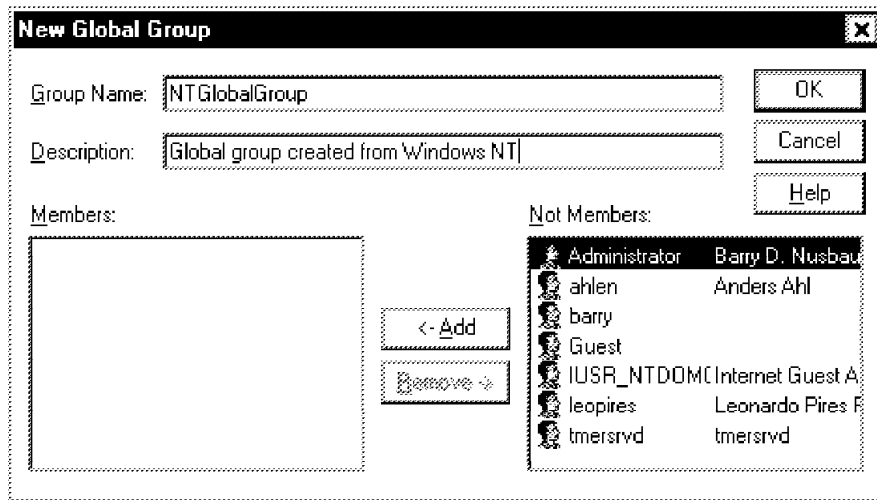 New Global Group
Group Name: NTGlobalGroup
OK
Description: Global group created from Windows NT
Cancel
Help
Members:
Not Members:
Administrator Barry D. Nusbau
ahlen Anders Ahl
barry
Guest
IUSR_NTDOM( Internet Guest A
leopires Leonardo Pires F
tmersrvd tmersrvd
<- Add
Remove ->